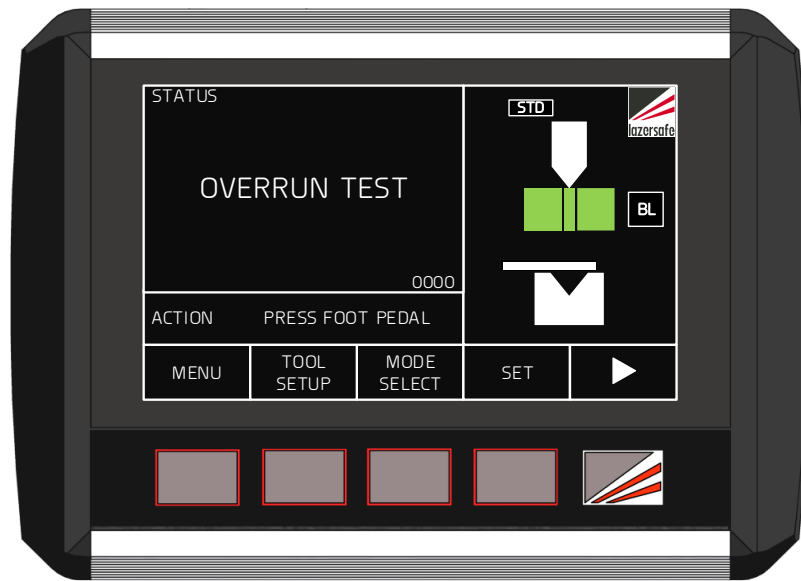 STATUS
STD
lazersafe
OVERRUN TEST
BL
0000
ACTION PRESS FOOT PEDAL
MENU
TOOL
SETUP
MODE
SELECT
SET